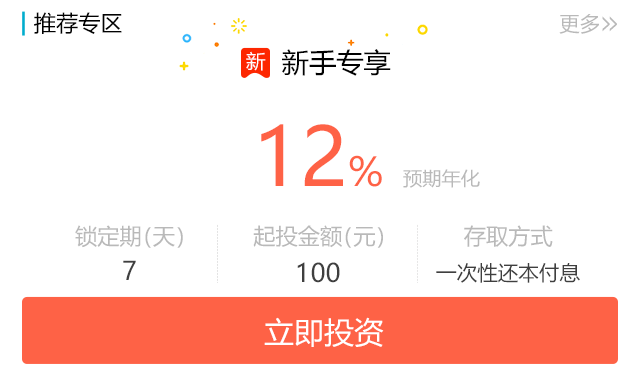 推荐专区 更多»
新 新手专享
12% 预期年化
锁定期(天) 起投金额(元) 存取方式
7 100 一次性还本付息
立即投资